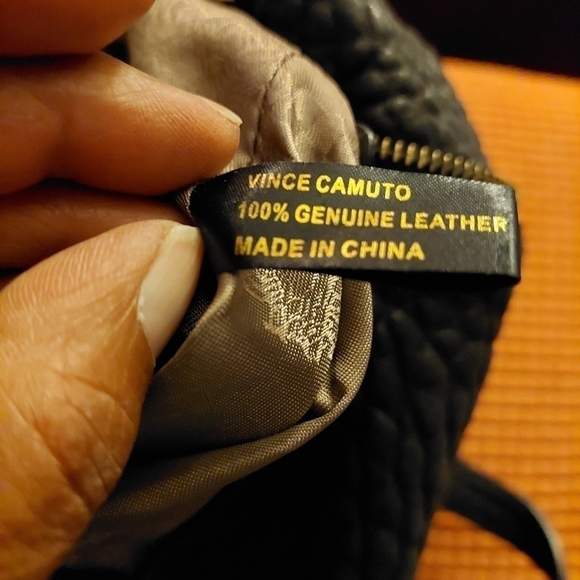 VINCE CAMUTO
100% GENUINE LEATHER
MADE IN CHINA